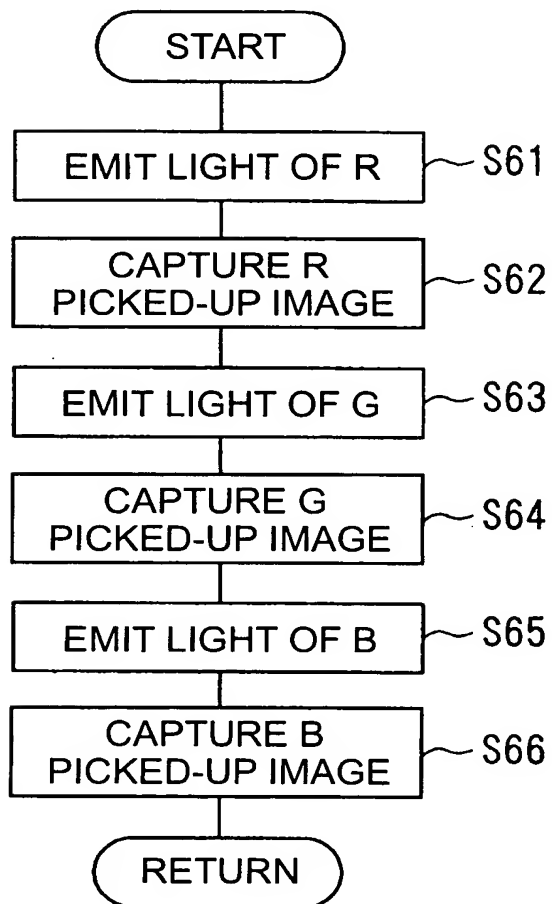 START
EMIT LIGHT OF R
S61
CAPTURE R
PICKED-UP IMAGE
S62
EMIT LIGHT OF G
S63
CAPTURE G
PICKED-UP IMAGE
S64
EMIT LIGHT OF B
S65
CAPTURE B
PICKED-UP IMAGE
S66
RETURN